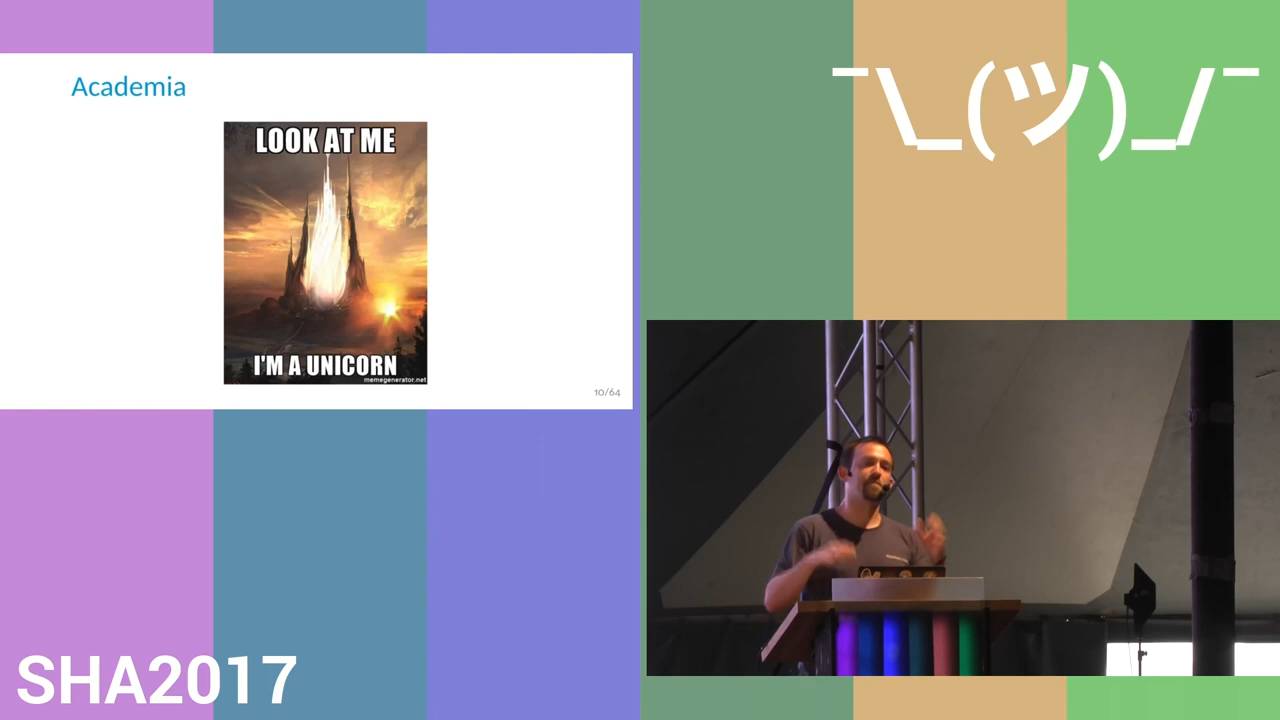 Academia
LOOK AT ME
I'M A UNICORN
memegenerator.net
10/64
¯\_(ツ)_/¯
SHA2017